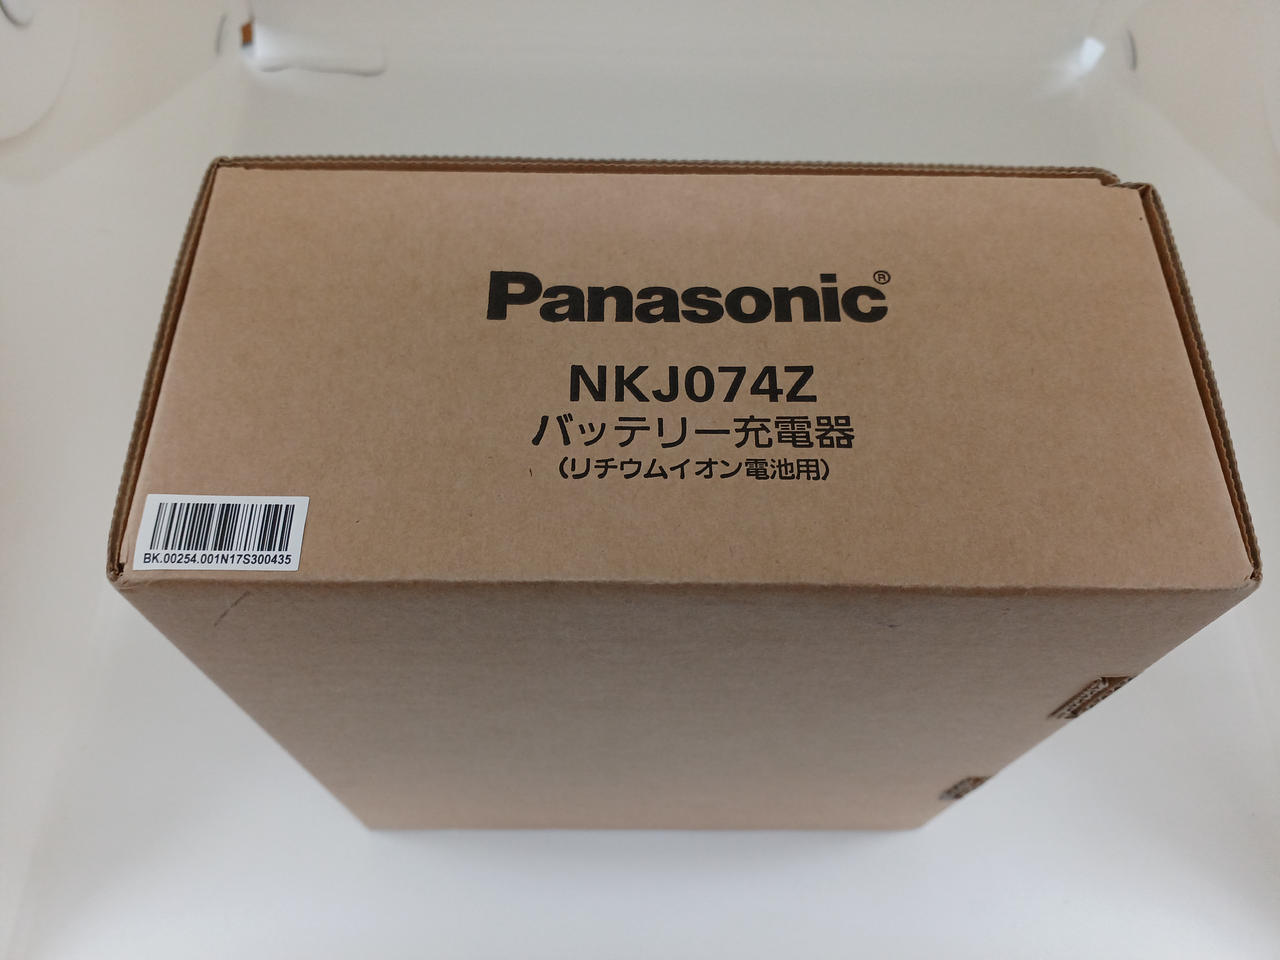 Panasonic®
NKJ074Z
バッテリー充電器
(リチウムイオン電池用)
BK.00254.001N17S300435